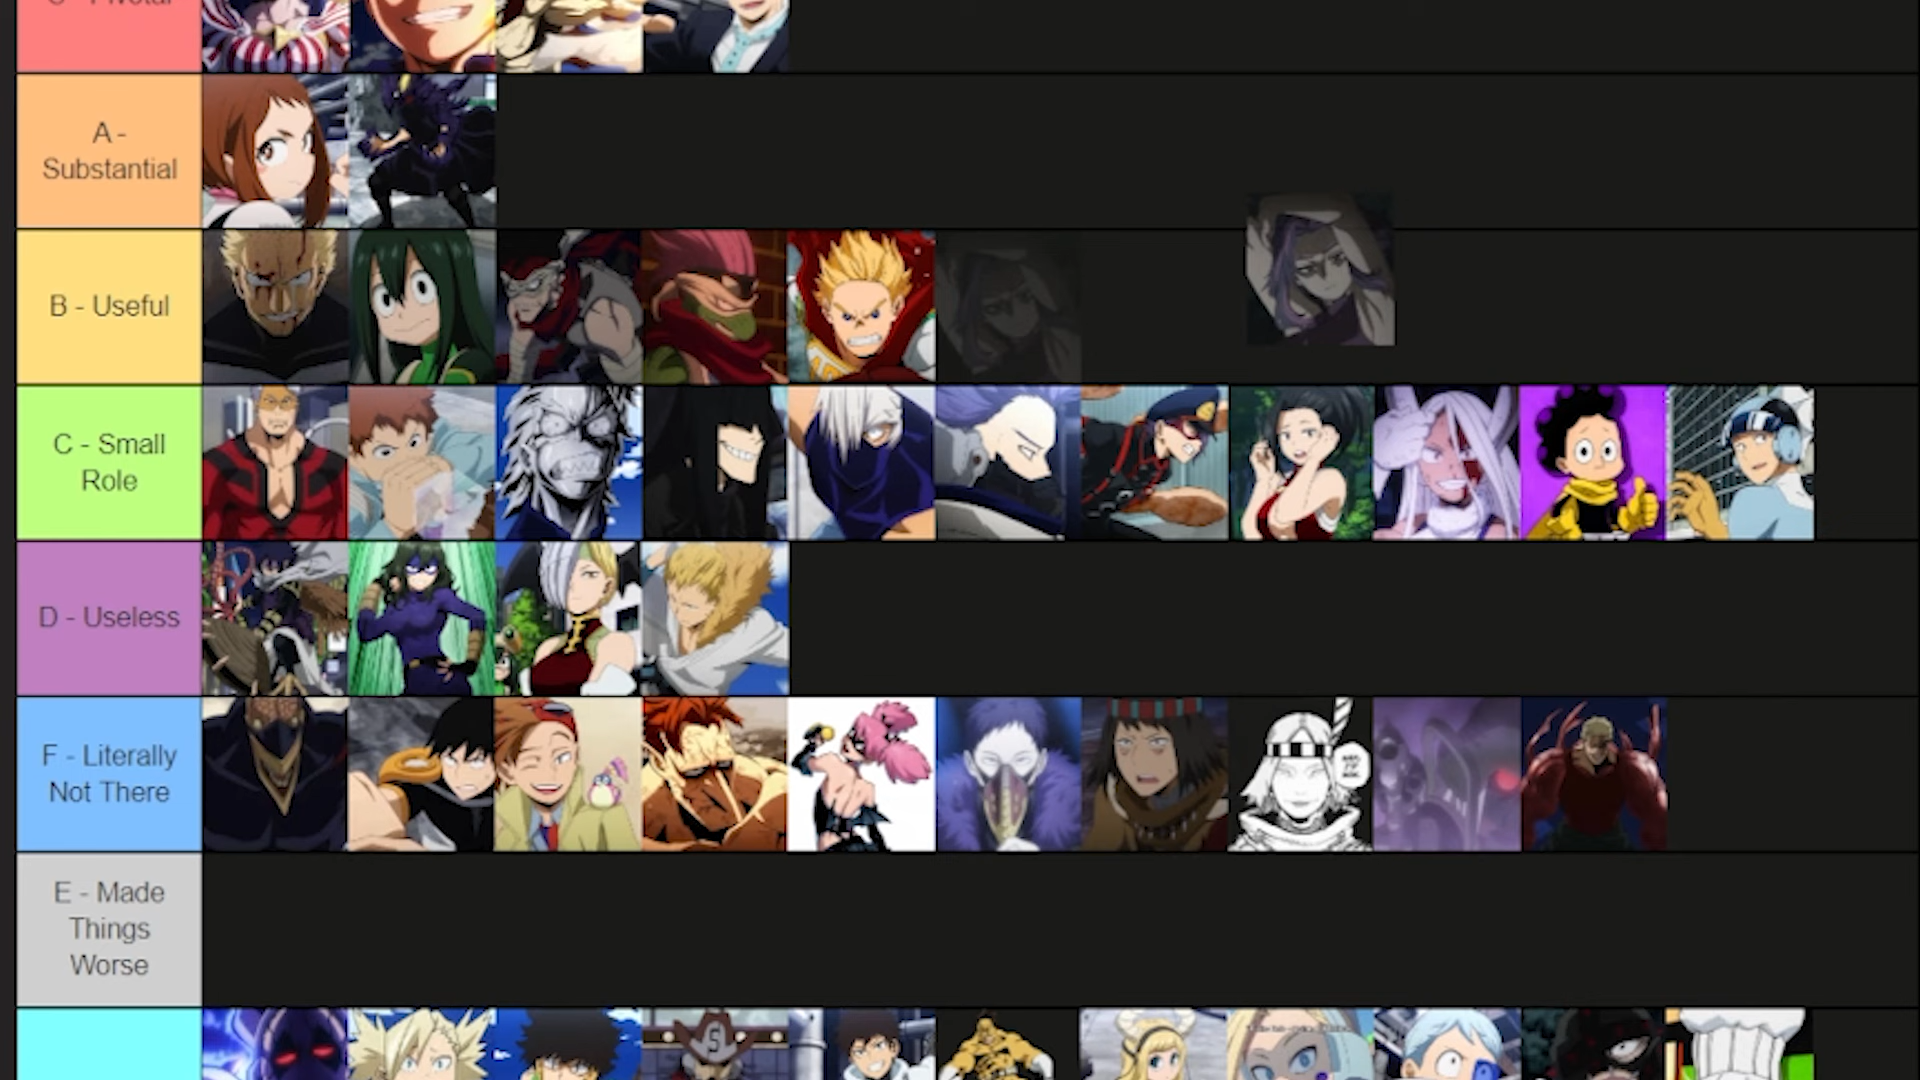 A -
Substantial
B - Useful
C - Small
Role
D - Useless
F - Literally
Not There
E - Made
Things
Worse
S